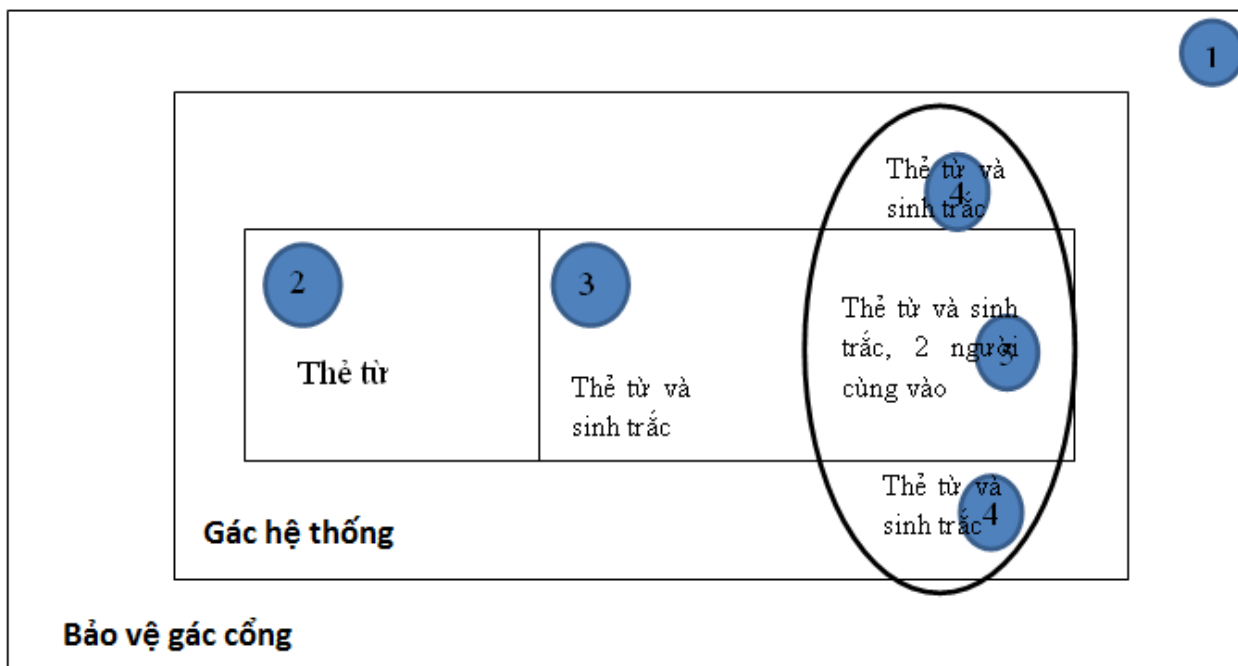 1
Thẻ từ và
sinh trắc
4
2
3
Thẻ từ
Thẻ từ và
sinh trắc
Thẻ từ và sinh
trắc, 2 người
cùng vào
5
Thẻ từ và
sinh trắc
4
Gác hệ thống
Bảo vệ gác cổng